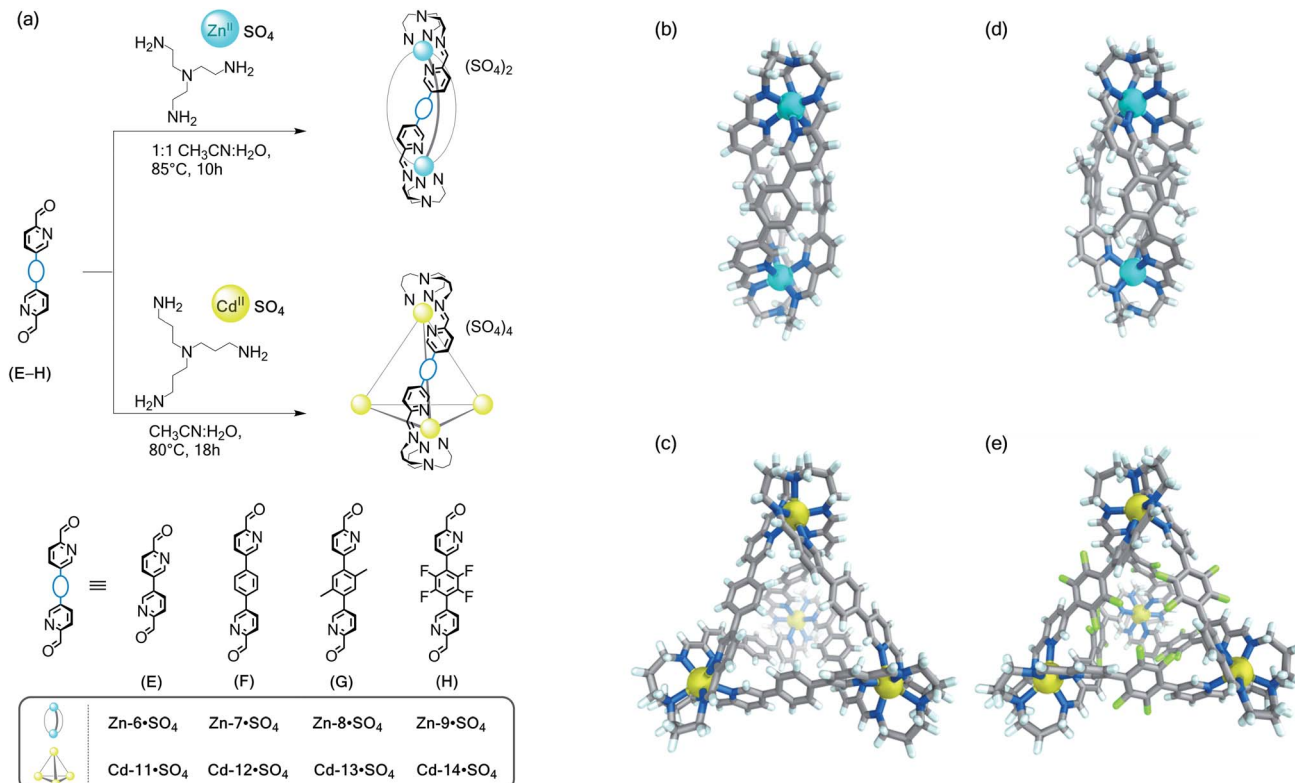 (a)
Zn^II SO4
NH2
H2N
N
NH2
NH2
1:1 CH3CN:H2O,
85°C, 10h
N
N
N
N
N
N
N
N
N
N
(SO4)2
O
N
N
O
(E–H)
Cd^II SO4
NH2
N
NH2
H2N
CH3CN:H2O,
80°C, 18h
N
N
N
N
N
N
N
N
N
N
(SO4)4
O
N
N
O
≡
O
N
N
O
(E)
O
N
N
O
(F)
O
N
N
O
(G)
O
N
F
F
F
F
N
O
(H)
Zn-6•SO4 Zn-7•SO4 Zn-8•SO4 Zn-9•SO4
Cd-11•SO4 Cd-12•SO4 Cd-13•SO4 Cd-14•SO4
(b)
(d)
(c)
(e)